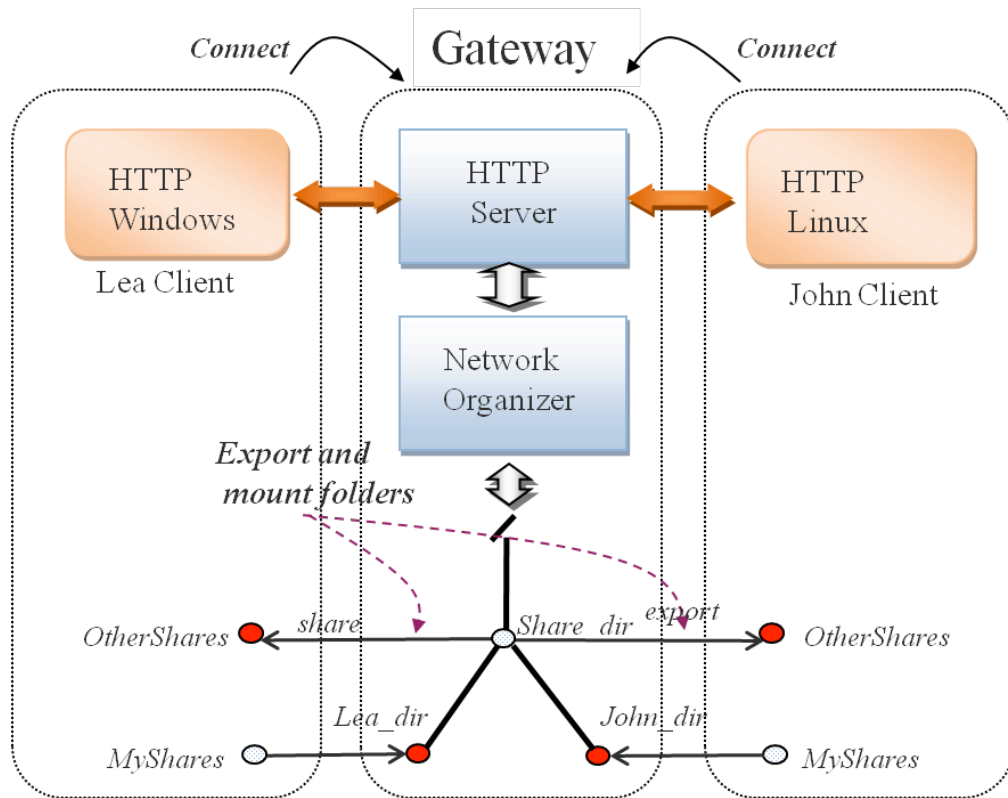 Connect
Gateway
Connect
HTTP
Windows
Lea Client
HTTP
Server
HTTP
Linux
John Client
Network
Organizer
Export and
mount folders
OtherShares
share
Share_dir
export
OtherShares
Lea_dir
John_dir
MyShares
MyShares